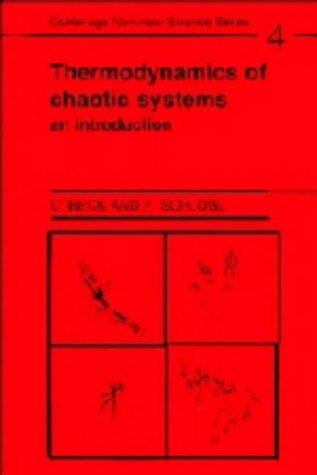 Cambridge Nonlinear Science Series
4
Thermodynamics of
chaotic systems
an introduction
C. BECK AND F. SCHLÖGL